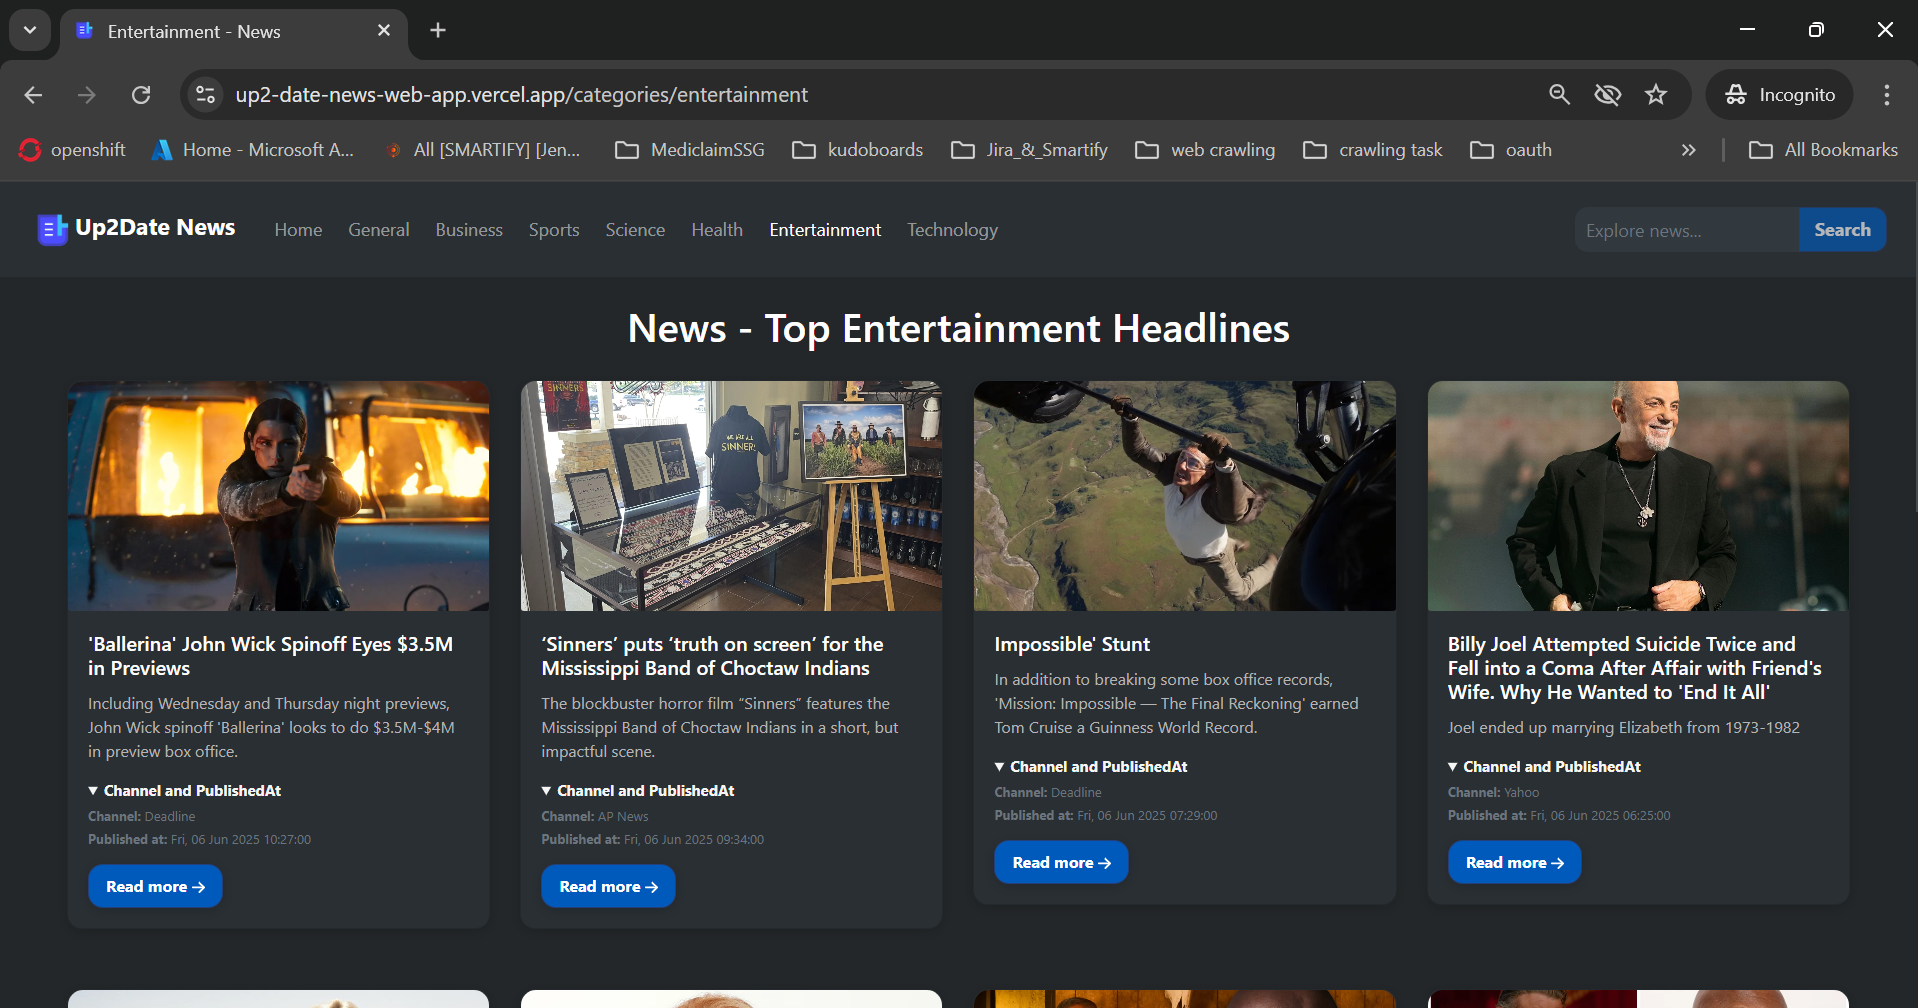 Entertainment - News
up2-date-news-web-app.vercel.app/categories/entertainment
Incognito
openshift
Home - Microsoft A...
All [SMARTIFY] [Jen...
MediclaimSSG
kudoboards
Jira_&_Smartify
web crawling
crawling task
oauth
All Bookmarks
Up2Date News
Home
General
Business
Sports
Science
Health
Entertainment
Technology
Explore news...
Search
News - Top Entertainment Headlines
SINNERS
WE ARE ALL
SINNERS
'Ballerina' John Wick Spinoff Eyes $3.5M
in Previews
Including Wednesday and Thursday night previews,
John Wick spinoff 'Ballerina' looks to do $3.5M-$4M
in preview box office.
▼ Channel and PublishedAt
Channel: Deadline
Published at: Fri, 06 Jun 2025 10:27:00
Read more →
‘Sinners’ puts ‘truth on screen’ for the
Mississippi Band of Choctaw Indians
The blockbuster horror film “Sinners” features the
Mississippi Band of Choctaw Indians in a short, but
impactful scene.
▼ Channel and PublishedAt
Channel: AP News
Published at: Fri, 06 Jun 2025 09:34:00
Read more →
Impossible' Stunt
In addition to breaking some box office records,
'Mission: Impossible — The Final Reckoning' earned
Tom Cruise a Guinness World Record.
▼ Channel and PublishedAt
Channel: Deadline
Published at: Fri, 06 Jun 2025 07:29:00
Read more →
Billy Joel Attempted Suicide Twice and
Fell into a Coma After Affair with Friend's
Wife. Why He Wanted to 'End It All'
Joel ended up marrying Elizabeth from 1973-1982
▼ Channel and PublishedAt
Channel: Yahoo
Published at: Fri, 06 Jun 2025 06:25:00
Read more →